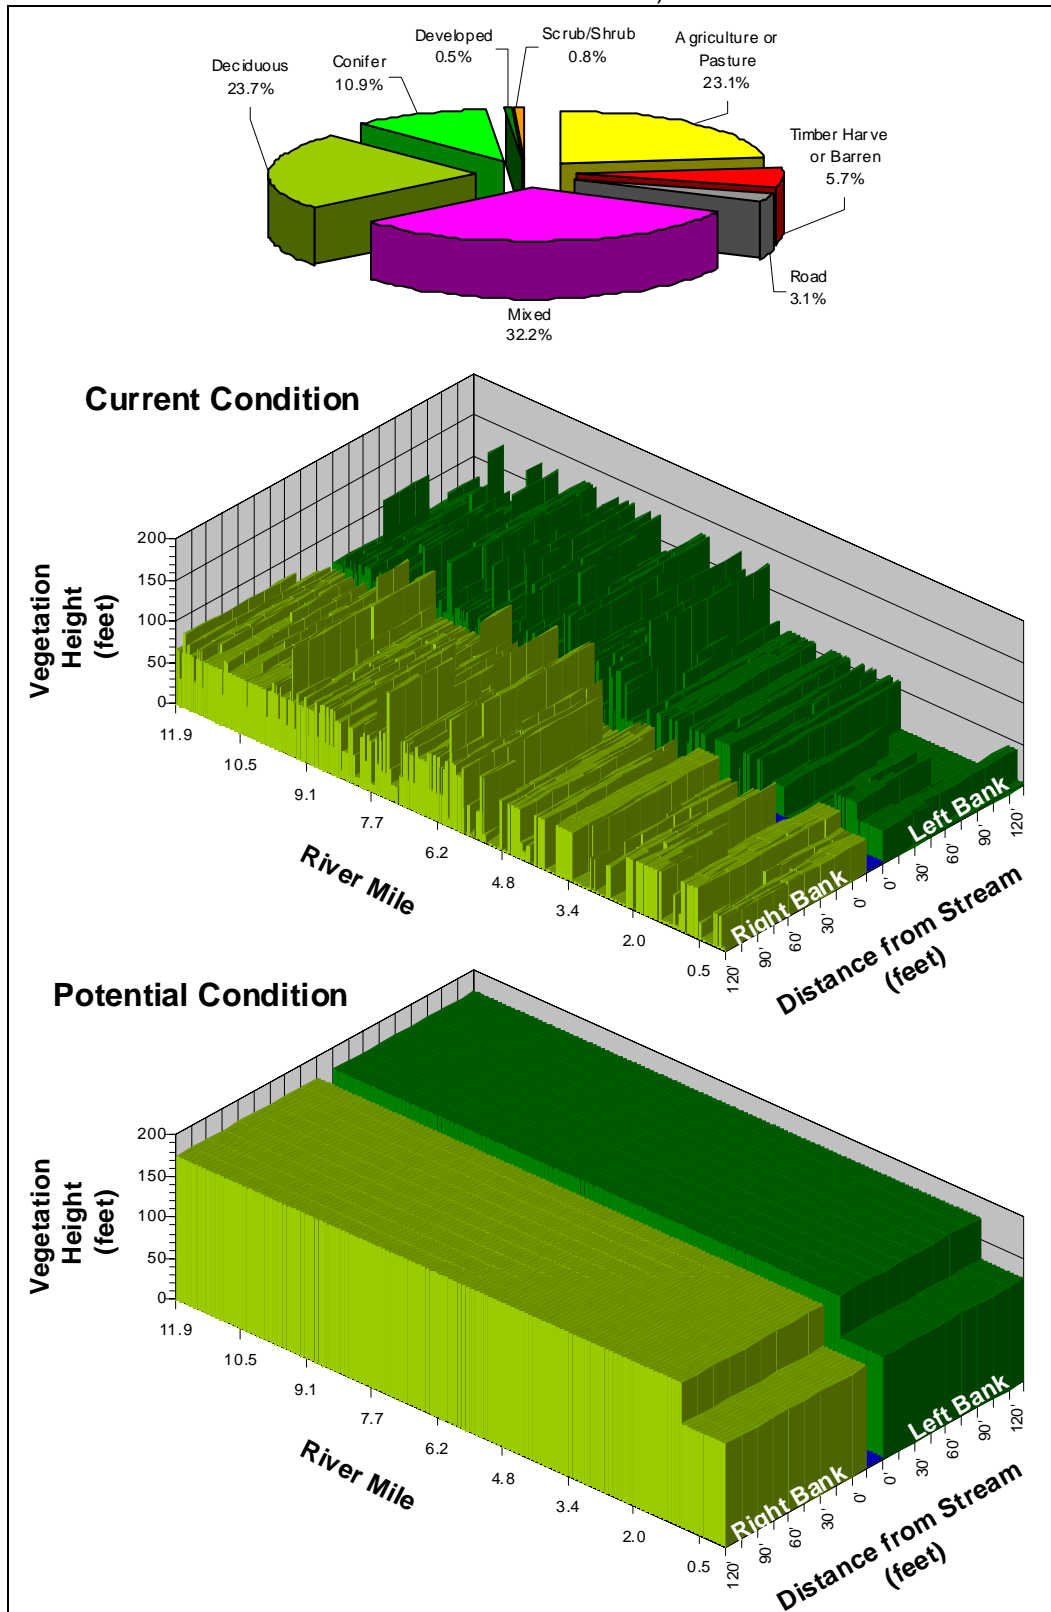 Developed
0.5%
Scrub/Shrub
0.8%
Agriculture or
Pasture
23.1%
Conifer
10.9%
Deciduous
23.7%
Timber Harve
or Barren
5.7%
Road
3.1%
Mixed
32.2%
Current Condition
Vegetation
Height
(feet)
200
150
100
50
0
11.9
10.5
9.1
7.7
6.2
4.8
3.4
2.0
0.5
River Mile
Right Bank
Left Bank
120'
90'
60'
30'
0'
0'
30'
60'
90'
120'
Distance from Stream
(feet)
Potential Condition
Vegetation
Height
(feet)
200
150
100
50
0
11.9
10.5
9.1
7.7
6.2
4.8
3.4
2.0
0.5
River Mile
Right Bank
Left Bank
120'
90'
60'
30'
0'
0'
30'
60'
90'
120'
Distance from Stream
(feet)